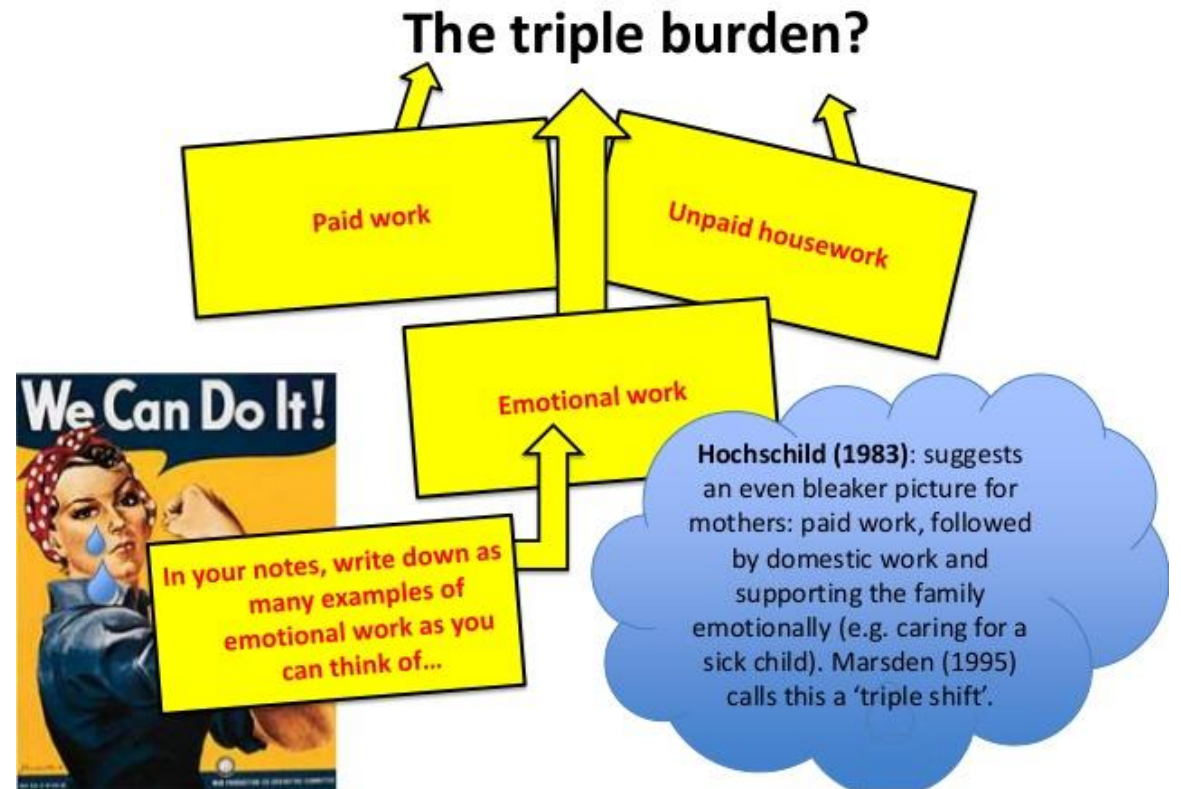 The triple burden?
Paid work
Unpaid housework
Emotional work
We Can Do It!
In your notes, write down as
many examples of
emotional work as you
can think of…
Hochschild (1983): suggests
an even bleaker picture for
mothers: paid work, followed
by domestic work and
supporting the family
emotionally (e.g. caring for a
sick child). Marsden (1995)
calls this a ‘triple shift’.